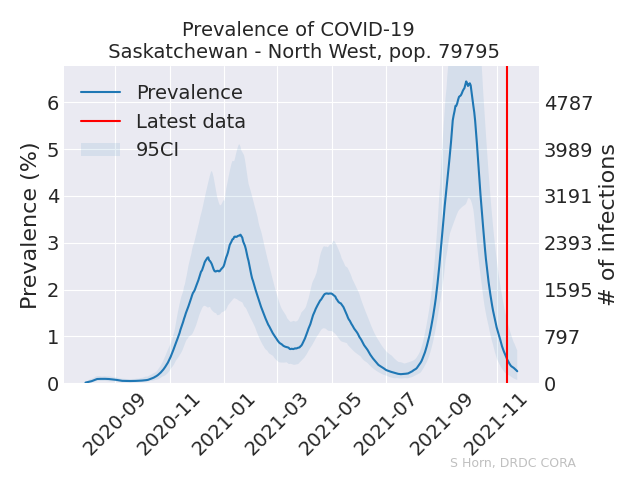 Prevalence of COVID-19
Saskatchewan - North West, pop. 79795
Prevalence
Latest data
95CI
Prevalence (%)
6
5
4
3
2
1
0
4787
3989
3191
2393
1595
797
0
# of infections
2020-09
2020-11
2021-01
2021-03
2021-05
2021-07
2021-09
2021-11
S Horn, DRDC CORA